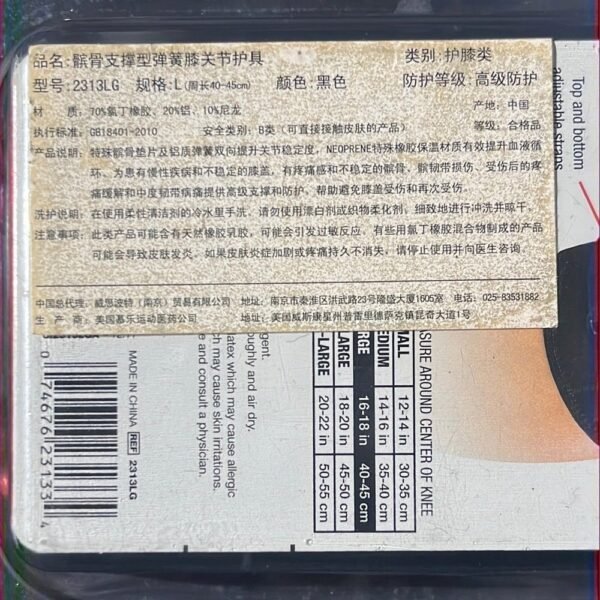 品名:髌骨支撑型弹簧膝关节护具 类别:护膝类
型号:2313LG 规格:L(周长40-45cm) 颜色:黑色 防护等级:高级防护
材 质:70%氯丁橡胶、20%铝、10%尼龙 产地:中国
执行标准:GB18401-2010 安全类别:B类(可直接接触皮肤的产品) 等级:合格品
产品说明:特殊髌骨垫片及铝质弹簧双向提升关节稳定度,NEOPRENE特殊橡胶保温材质有效提升血液循
环、为患有慢性疾病和不稳定的膝盖,有疼痛感和不稳定的髌骨、髌韧带损伤、受伤后的疼
痛缓解和中度韧带病痛提供高级支撑和防护,帮助避免膝盖受伤和再次受伤。
洗护说明:在使用柔性清洁剂的冷水里手洗,请勿使用漂白剂或织物柔化剂,细致地进行冲洗并晾干。
注意事项:此类产品可能含有天然橡胶乳胶,可能会引发过敏反应,有些用氯丁橡胶混合物制成的产品
可能会导致皮肤发炎。如果皮肤炎症加剧或疼痛持久不消失,请停止使用并向医生咨询。
中国总代理:威思波特(南京)贸易有限公司 地址:南京市秦淮区洪武路23号隆盛大厦1605室 电话:025-83531882
生 产 商:美国慕乐运动医药公司 地址:美国威斯康星州普雷里德萨克镇昆奇大道1号
Top and bottom
adjustable straps
SURE AROUND CENTER OF KNEE
MALL 12-14 in 30-35 cm
EDIUM 14-16 in 35-40 cm
RGE 16-18 in 40-45 cm
LARGE 18-20 in 45-50 cm
-LARGE 20-22 in 50-55 cm
gent.
oughly and air dry.
latex which may cause allergic
ch may cause skin irritations.
e and consult a physician.
MADE IN CHINA REF 2313LG
0 74676 23133 4